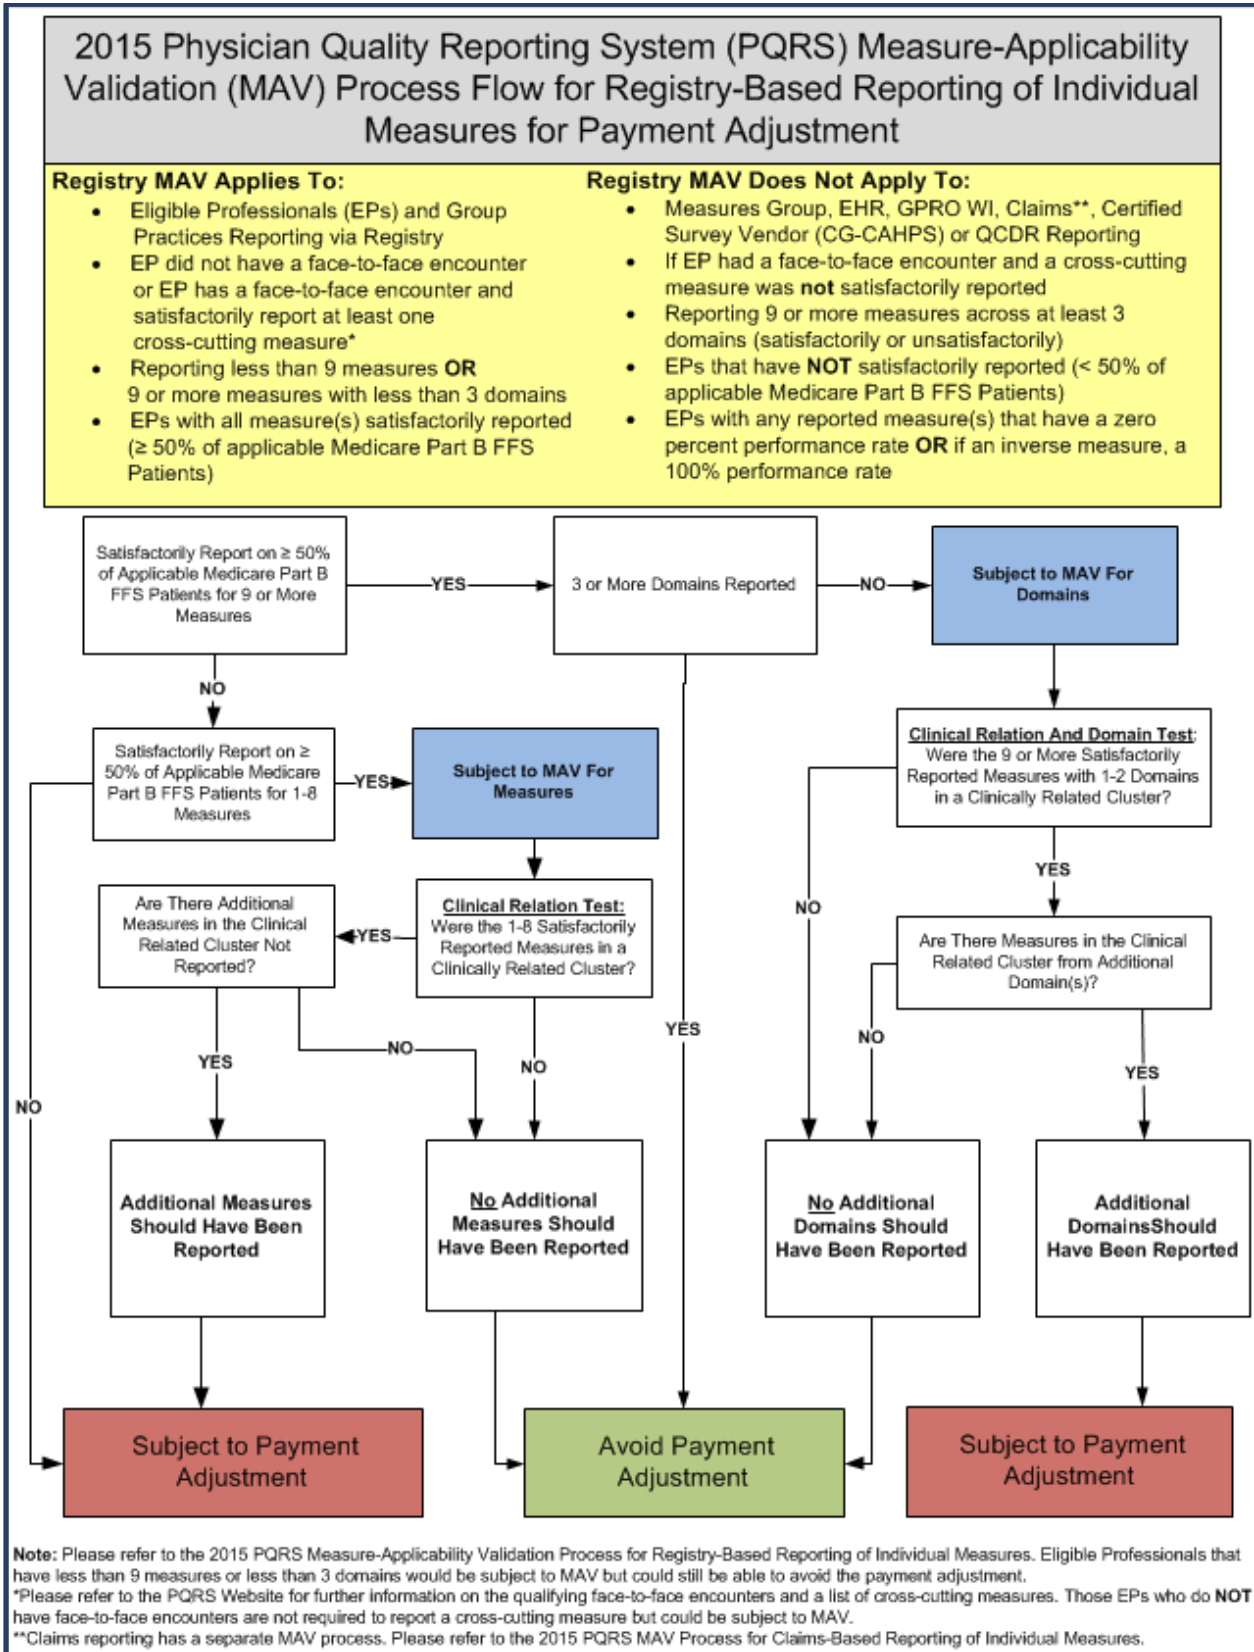 2015 Physician Quality Reporting System (PQRS) Measure-Applicability
Validation (MAV) Process Flow for Registry-Based Reporting of Individual
Measures for Payment Adjustment
Registry MAV Applies To:
• Eligible Professionals (EPs) and Group
Practices Reporting via Registry
• EP did not have a face-to-face encounter
or EP has a face-to-face encounter and
satisfactorily report at least one
cross-cutting measure*
• Reporting less than 9 measures OR
9 or more measures with less than 3 domains
• EPs with all measure(s) satisfactorily reported
(≥ 50% of applicable Medicare Part B FFS
Patients)
Registry MAV Does Not Apply To:
• Measures Group, EHR, GPRO WI, Claims**, Certified
Survey Vendor (CG-CAHPS) or QCDR Reporting
• If EP had a face-to-face encounter and a cross-cutting
measure was not satisfactorily reported
• Reporting 9 or more measures across at least 3
domains (satisfactorily or unsatisfactorily)
• EPs that have NOT satisfactorily reported (< 50% of
applicable Medicare Part B FFS Patients)
• EPs with any reported measure(s) that have a zero
percent performance rate OR if an inverse measure, a
100% performance rate
Satisfactorily Report on ≥ 50%
of Applicable Medicare Part B
FFS Patients for 9 or More
Measures
YES
3 or More Domains Reported
NO
Subject to MAV For
Domains
NO
Satisfactorily Report on ≥
50% of Applicable Medicare
Part B FFS Patients for 1-8
Measures
YES
Subject to MAV For
Measures
Clinical Relation And Domain Test:
Were the 9 or More Satisfactorily
Reported Measures with 1-2 Domains
in a Clinically Related Cluster?
YES
NO
Are There Additional
Measures in the Clinical
Related Cluster Not
Reported?
YES
Clinical Relation Test:
Were the 1-8 Satisfactorily
Reported Measures in a
Clinically Related Cluster?
Are There Measures in the Clinical
Related Cluster from Additional
Domain(s)?
YES
NO
NO
YES
NO
YES
NO
Additional Measures
Should Have Been
Reported
No Additional
Measures Should
Have Been Reported
No Additional
Domains Should
Have Been Reported
Additional
DomainsShould
Have Been Reported
Subject to Payment
Adjustment
Avoid Payment
Adjustment
Subject to Payment
Adjustment
Note: Please refer to the 2015 PQRS Measure-Applicability Validation Process for Registry-Based Reporting of Individual Measures. Eligible Professionals that
have less than 9 measures or less than 3 domains would be subject to MAV but could still be able to avoid the payment adjustment.
*Please refer to the PQRS Website for further information on the qualifying face-to-face encounters and a list of cross-cutting measures. Those EPs who do NOT
have face-to-face encounters are not required to report a cross-cutting measure but could be subject to MAV.
**Claims reporting has a separate MAV process. Please refer to the 2015 PQRS MAV Process for Claims-Based Reporting of Individual Measures.